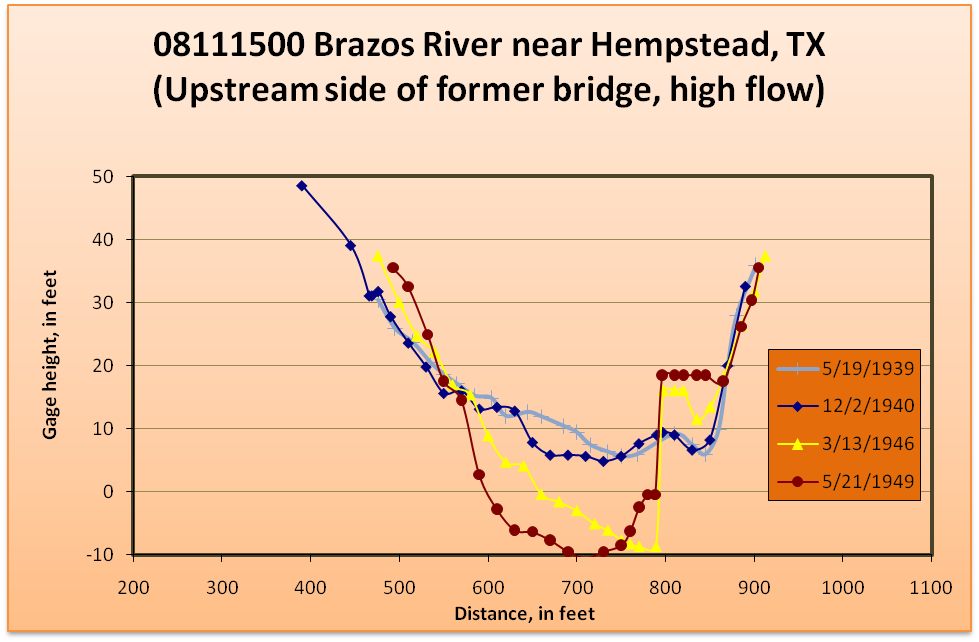 08111500 Brazos River near Hempstead, TX
(Upstream side of former bridge, high flow)
Gage height, in feet
50
40
30
20
10
0
-10
200 300 400 500 600 700 800 900 1000 1100
Distance, in feet
5/19/1939
12/2/1940
3/13/1946
5/21/1949